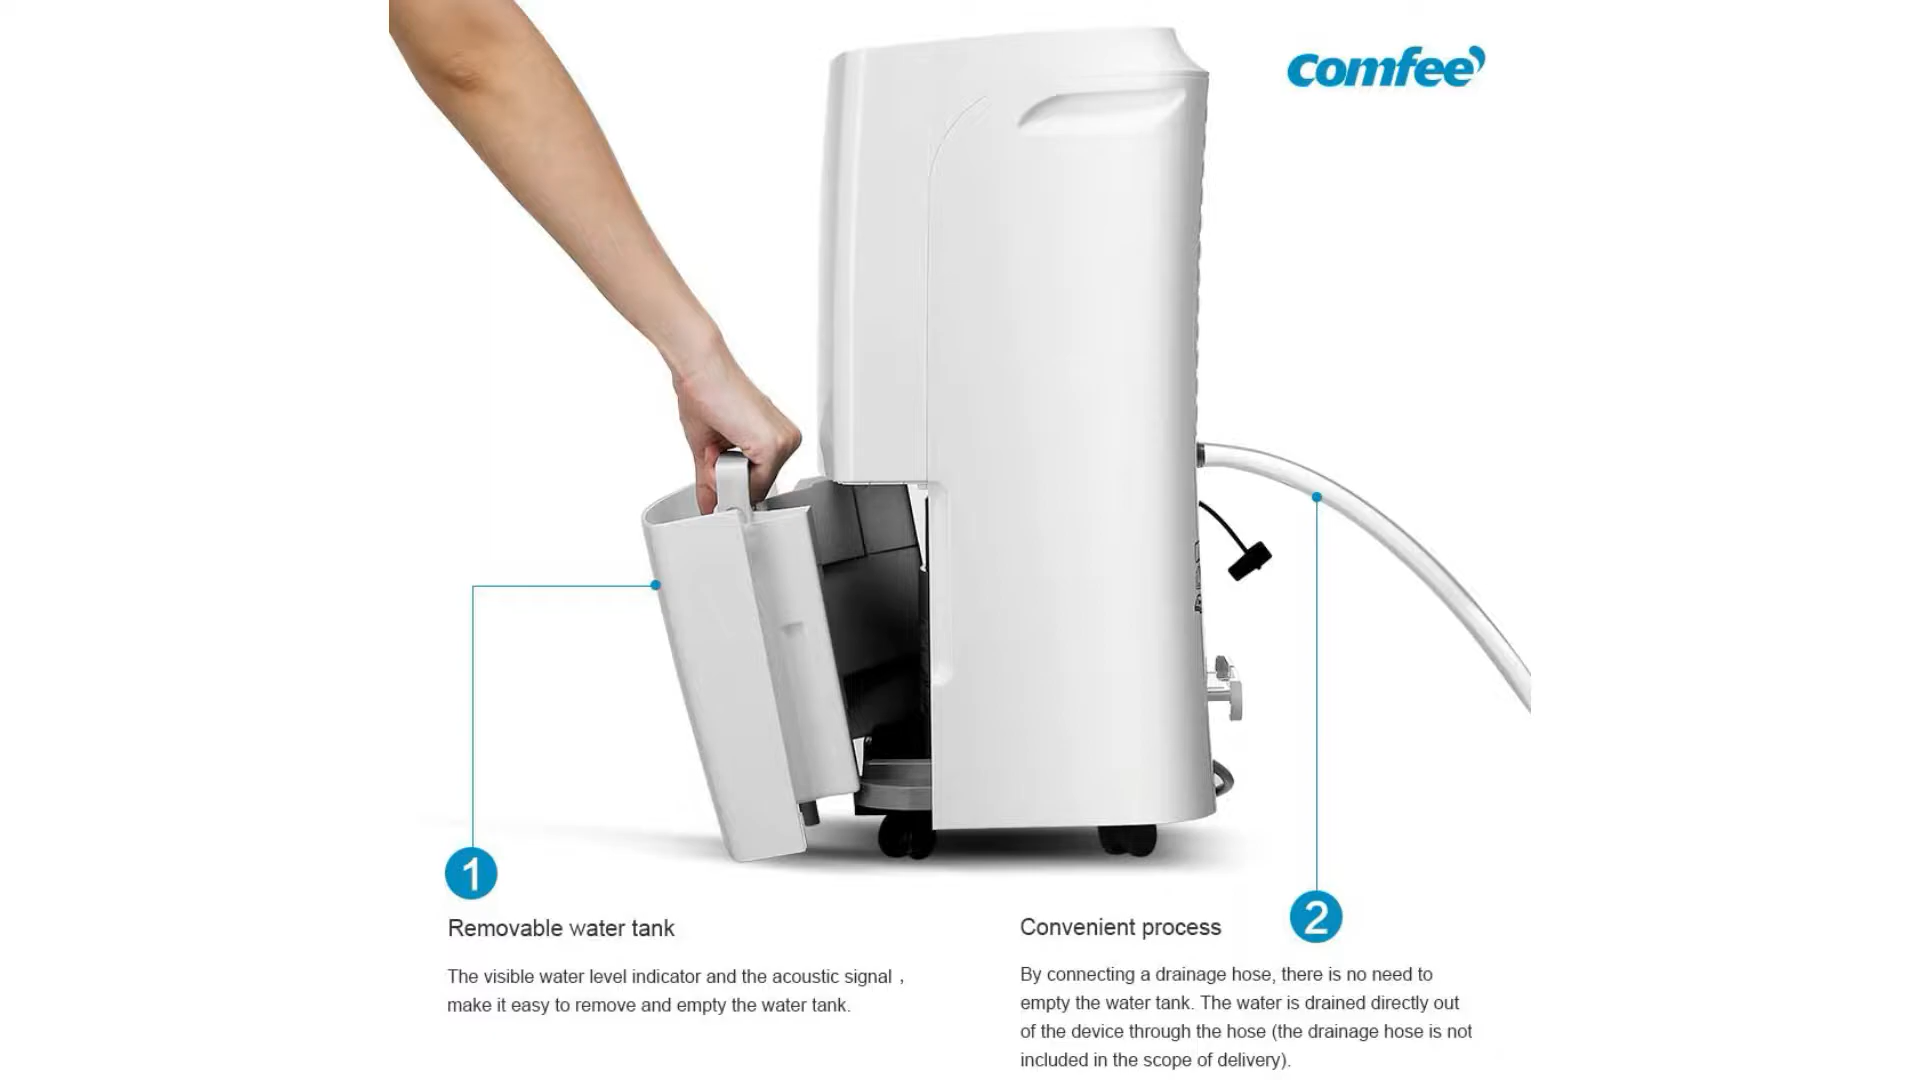 comfee
1
Removable water tank
The visible water level indicator and the acoustic signal ,
make it easy to remove and empty the water tank.
2
Convenient process
By connecting a drainage hose, there is no need to
empty the water tank. The water is drained directly out
of the device through the hose (the drainage hose is not
included in the scope of delivery).